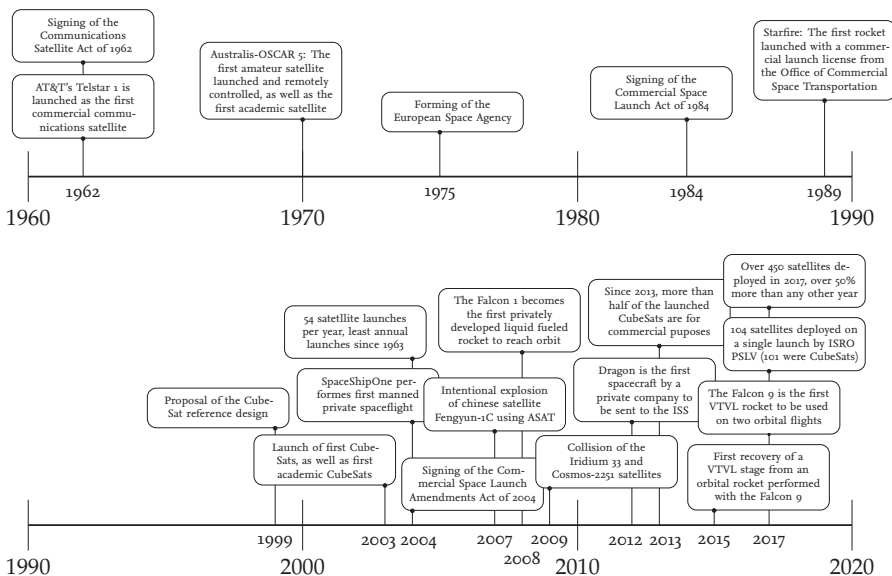 Signing of the
Communications
Satellite Act of 1962
AT&T's Telstar 1 is
launched as the first
commercial commu-
nications satellite
Australis-OSCAR 5: The
first amateur satellite
launched and remotely
controlled, as well as the
first academic satellite
Forming of the
European Space Agency
Signing of the
Commercial Space
Launch Act of 1984
Starfire: The first rocket
launched with a commer-
cial launch license from
the Office of Commercial
Space Transportation
1962
1975
1984
1989
1960
1970
1980
1990
Proposal of the Cube-
Sat reference design
Launch of first Cube-
Sats, as well as first
academic CubeSats
54 satetllite launches
per year, least annual
launches since 1963
SpaceShipOne per-
formes first manned
private spaceflight
Signing of the Com-
mercial Space Launch
Amendments Act of 2004
The Falcon 1 becomes
the first privately
developed liquid fueled
rocket to reach orbit
Intentional explosion
of chinese satellite
Fengyun-1C using ASAT
Collision of the
Iridium 33 and
Cosmos-2251 satellites
Since 2013, more than
half of the launched
CubeSats are for
commercial puposes
Dragon is the first
spacecraft by a
private company to
be sent to the ISS
Over 450 satellites de-
ployed in 2017, over 50%
more than any other year
104 satellites deployed on
a single launch by ISRO
PSLV (101 were CubeSats)
The Falcon 9 is the first
VTVL rocket to be used
on two orbital flights
First recovery of a
VTVL stage from an
orbital rocket performed
with the Falcon 9
1999
2003
2004
2007
2008
2009
2012
2013
2015
2017
1990
2000
2010
2020